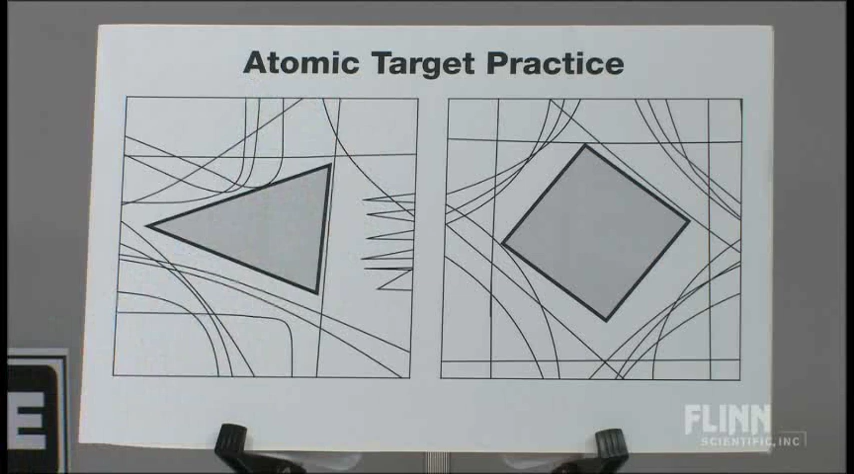 Atomic Target Practice
E
FLINN
SCIENTIFIC, INC